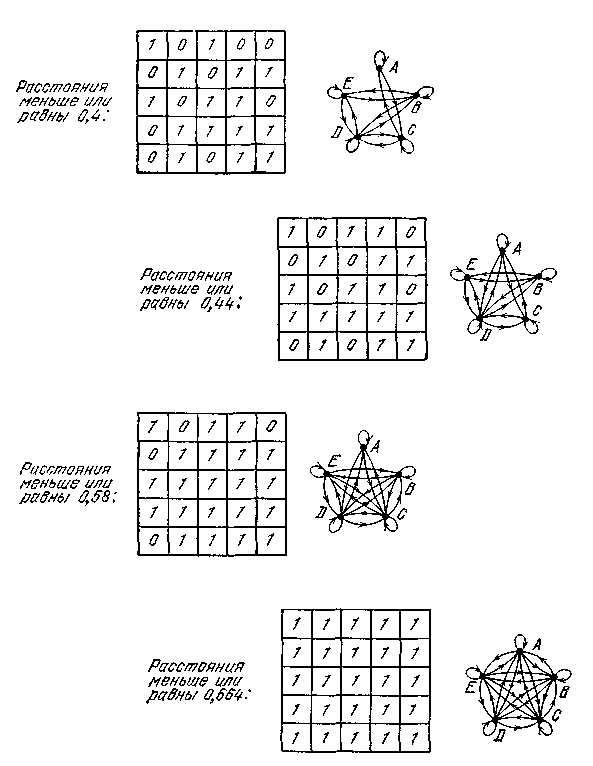 Расстояния
меньше или
равны 0,4:
1 0 1 0 0
0 1 0 1 1
1 0 1 1 0
0 1 1 1 1
0 1 0 1 1
A
E
B
D
C
Расстояния
меньше или
равны 0,44:
1 0 1 1 0
0 1 0 1 1
1 0 1 1 0
1 1 1 1 1
0 1 0 1 1
A
E
B
C
D
Расстояния
меньше или
равны 0,58:
1 0 1 1 0
0 1 1 1 1
1 1 1 1 1
1 1 1 1 1
0 1 1 1 1
A
E
B
D
C
Расстояния
меньше или
равны 0,664:
1 1 1 1 1
1 1 1 1 1
1 1 1 1 1
1 1 1 1 1
1 1 1 1 1
A
E
B
C
D